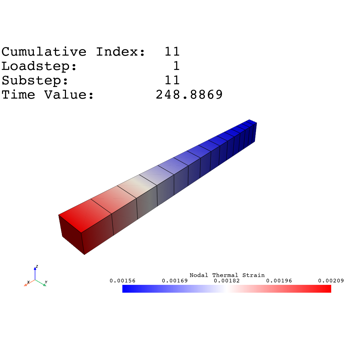 Cumulative Index:  11
Loadstep:           1
Substep:           11
Time Value:        248.8869
Nodal Thermal Strain
0.00156 0.00169 0.00182 0.00196 0.00209